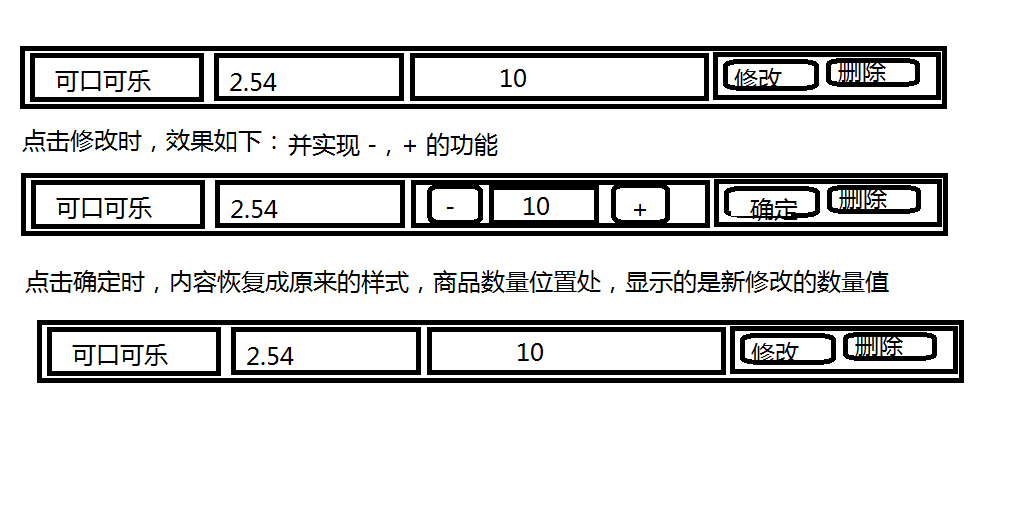 可口可乐 2.54 10 修改 删除
点击修改时，效果如下：并实现 -，+ 的功能
可口可乐 2.54 - 10 + 确定 删除
点击确定时，内容恢复成原来的样式，商品数量位置处，显示的是新修改的数量值
可口可乐 2.54 10 修改 删除